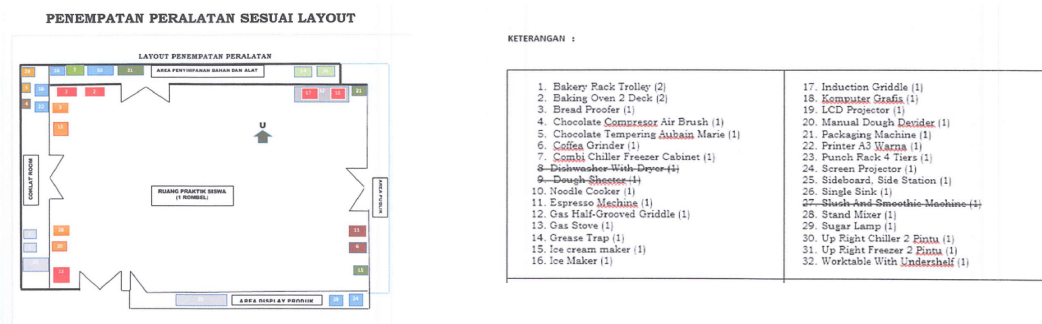 PENEMPATAN PERALATAN SESUAI LAYOUT
LAYOUT PENEMPATAN PERALATAN
AREA PENYIMPANAN BAHAN DAN ALAT
U
COKLAT ROOM
RUANG PRAKTIK SISWA
(1 ROMBEL)
AREA PUBLIK
AREA DISPLAY PRODUK
KETERANGAN :
1. Bakery Rack Trolley (2)
2. Baking Oven 2 Deck (2)
3. Bread Proofer (1)
4. Chocolate Compresor Air Brush (1)
5. Chocolate Tempering Aubain Marie (1)
6. Coffea Grinder (1)
7. Combi Chiller Freezer Cabinet (1)
8. Dishwasher With Dryer (1)
9. Dough Sheeter (1)
10. Noodle Cooker (1)
11. Espresso Mechine (1)
12. Gas Half-Grooved Griddle (1)
13. Gas Stove (1)
14. Grease Trap (1)
15. Ice cream maker (1)
16. Ice Maker (1)
17. Induction Griddle (1)
18. Komputer Grafis (1)
19. LCD Projector (1)
20. Manual Dough Devider (1)
21. Packaging Machine (1)
22. Printer A3 Warna (1)
23. Punch Rack 4 Tiers (1)
24. Screen Projector (1)
25. Sideboard, Side Station (1)
26. Single Sink (1)
27. Slush And Smoothie Machine (1)
28. Stand Mixer (1)
29. Sugar Lamp (1)
30. Up Right Chiller 2 Pintu (1)
31. Up Right Freezer 2 Pintu (1)
32. Worktable With Undershelf (1)